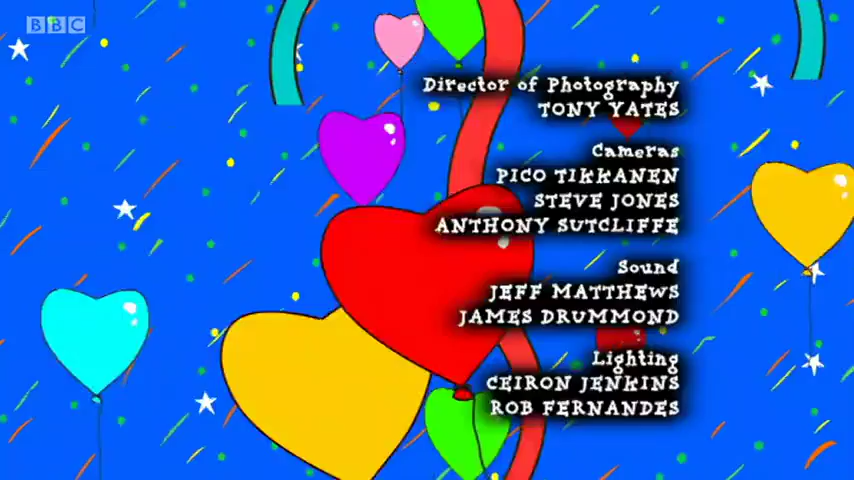 BBC
Director of Photography
TONY YATES
Cameras
PICO TIKKANEN
STEVE JONES
ANTHONY SUTCLIFFE
Sound
JEFF MATTHEWS
JAMES DRUMMOND
Lighting
CEIRON JENKINS
ROB FERNANDES